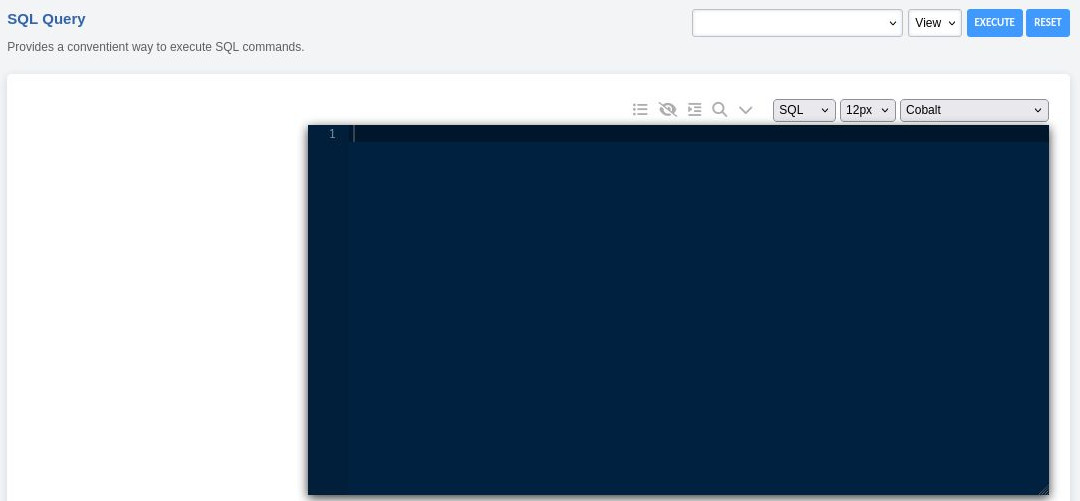 SQL Query
View
EXECUTE
RESET
Provides a conventient way to execute SQL commands.
SQL
12px
Cobalt
1